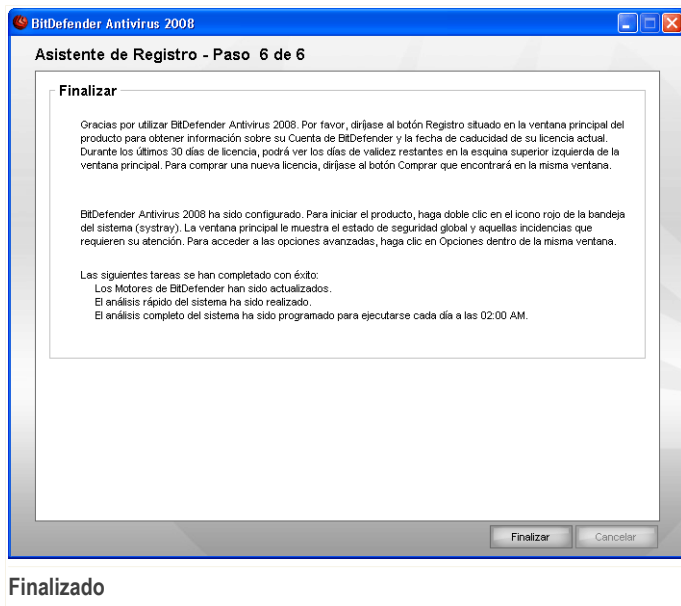 BitDefender Antivirus 2008
Asistente de Registro - Paso 6 de 6
Finalizar
Gracias por utilizar BitDefender Antivirus 2008. Por favor, diríjase al botón Registro situado en la ventana principal del
producto para obtener información sobre su Cuenta de BitDefender y la fecha de caducidad de su licencia actual.
Durante los últimos 30 días de licencia, podrá ver los días de validez restantes en la esquina superior izquierda de la
ventana principal. Para comprar una nueva licencia, diríjase al botón Comprar que encontrará en la misma ventana.
BitDefender Antivirus 2008 ha sido configurado. Para iniciar el producto, haga doble clic en el icono rojo de la bandeja
del sistema (systray). La ventana principal le muestra el estado de seguridad global y aquellas incidencias que
requieren su atención. Para acceder a las opciones avanzadas, haga clic en Opciones dentro de la misma ventana.
Las siguientes tareas se han completado con éxito:
Los Motores de BitDefender han sido actualizados.
El análisis rápido del sistema ha sido realizado.
El análisis completo del sistema ha sido programado para ejecutarse cada día a las 02:00 AM.
Finalizar
Cancelar
Finalizado